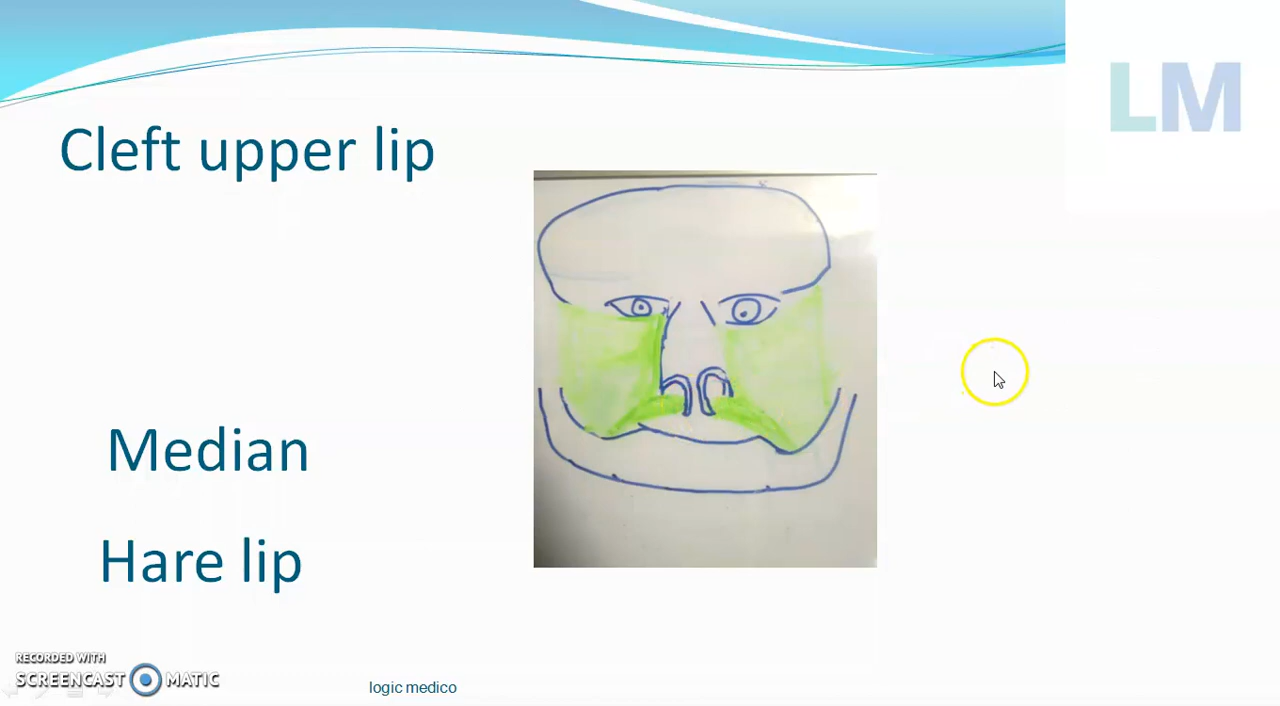 LM
Cleft upper lip
Median
Hare lip
RECORDED WITH
SCREENCAST MATIC
logic medico